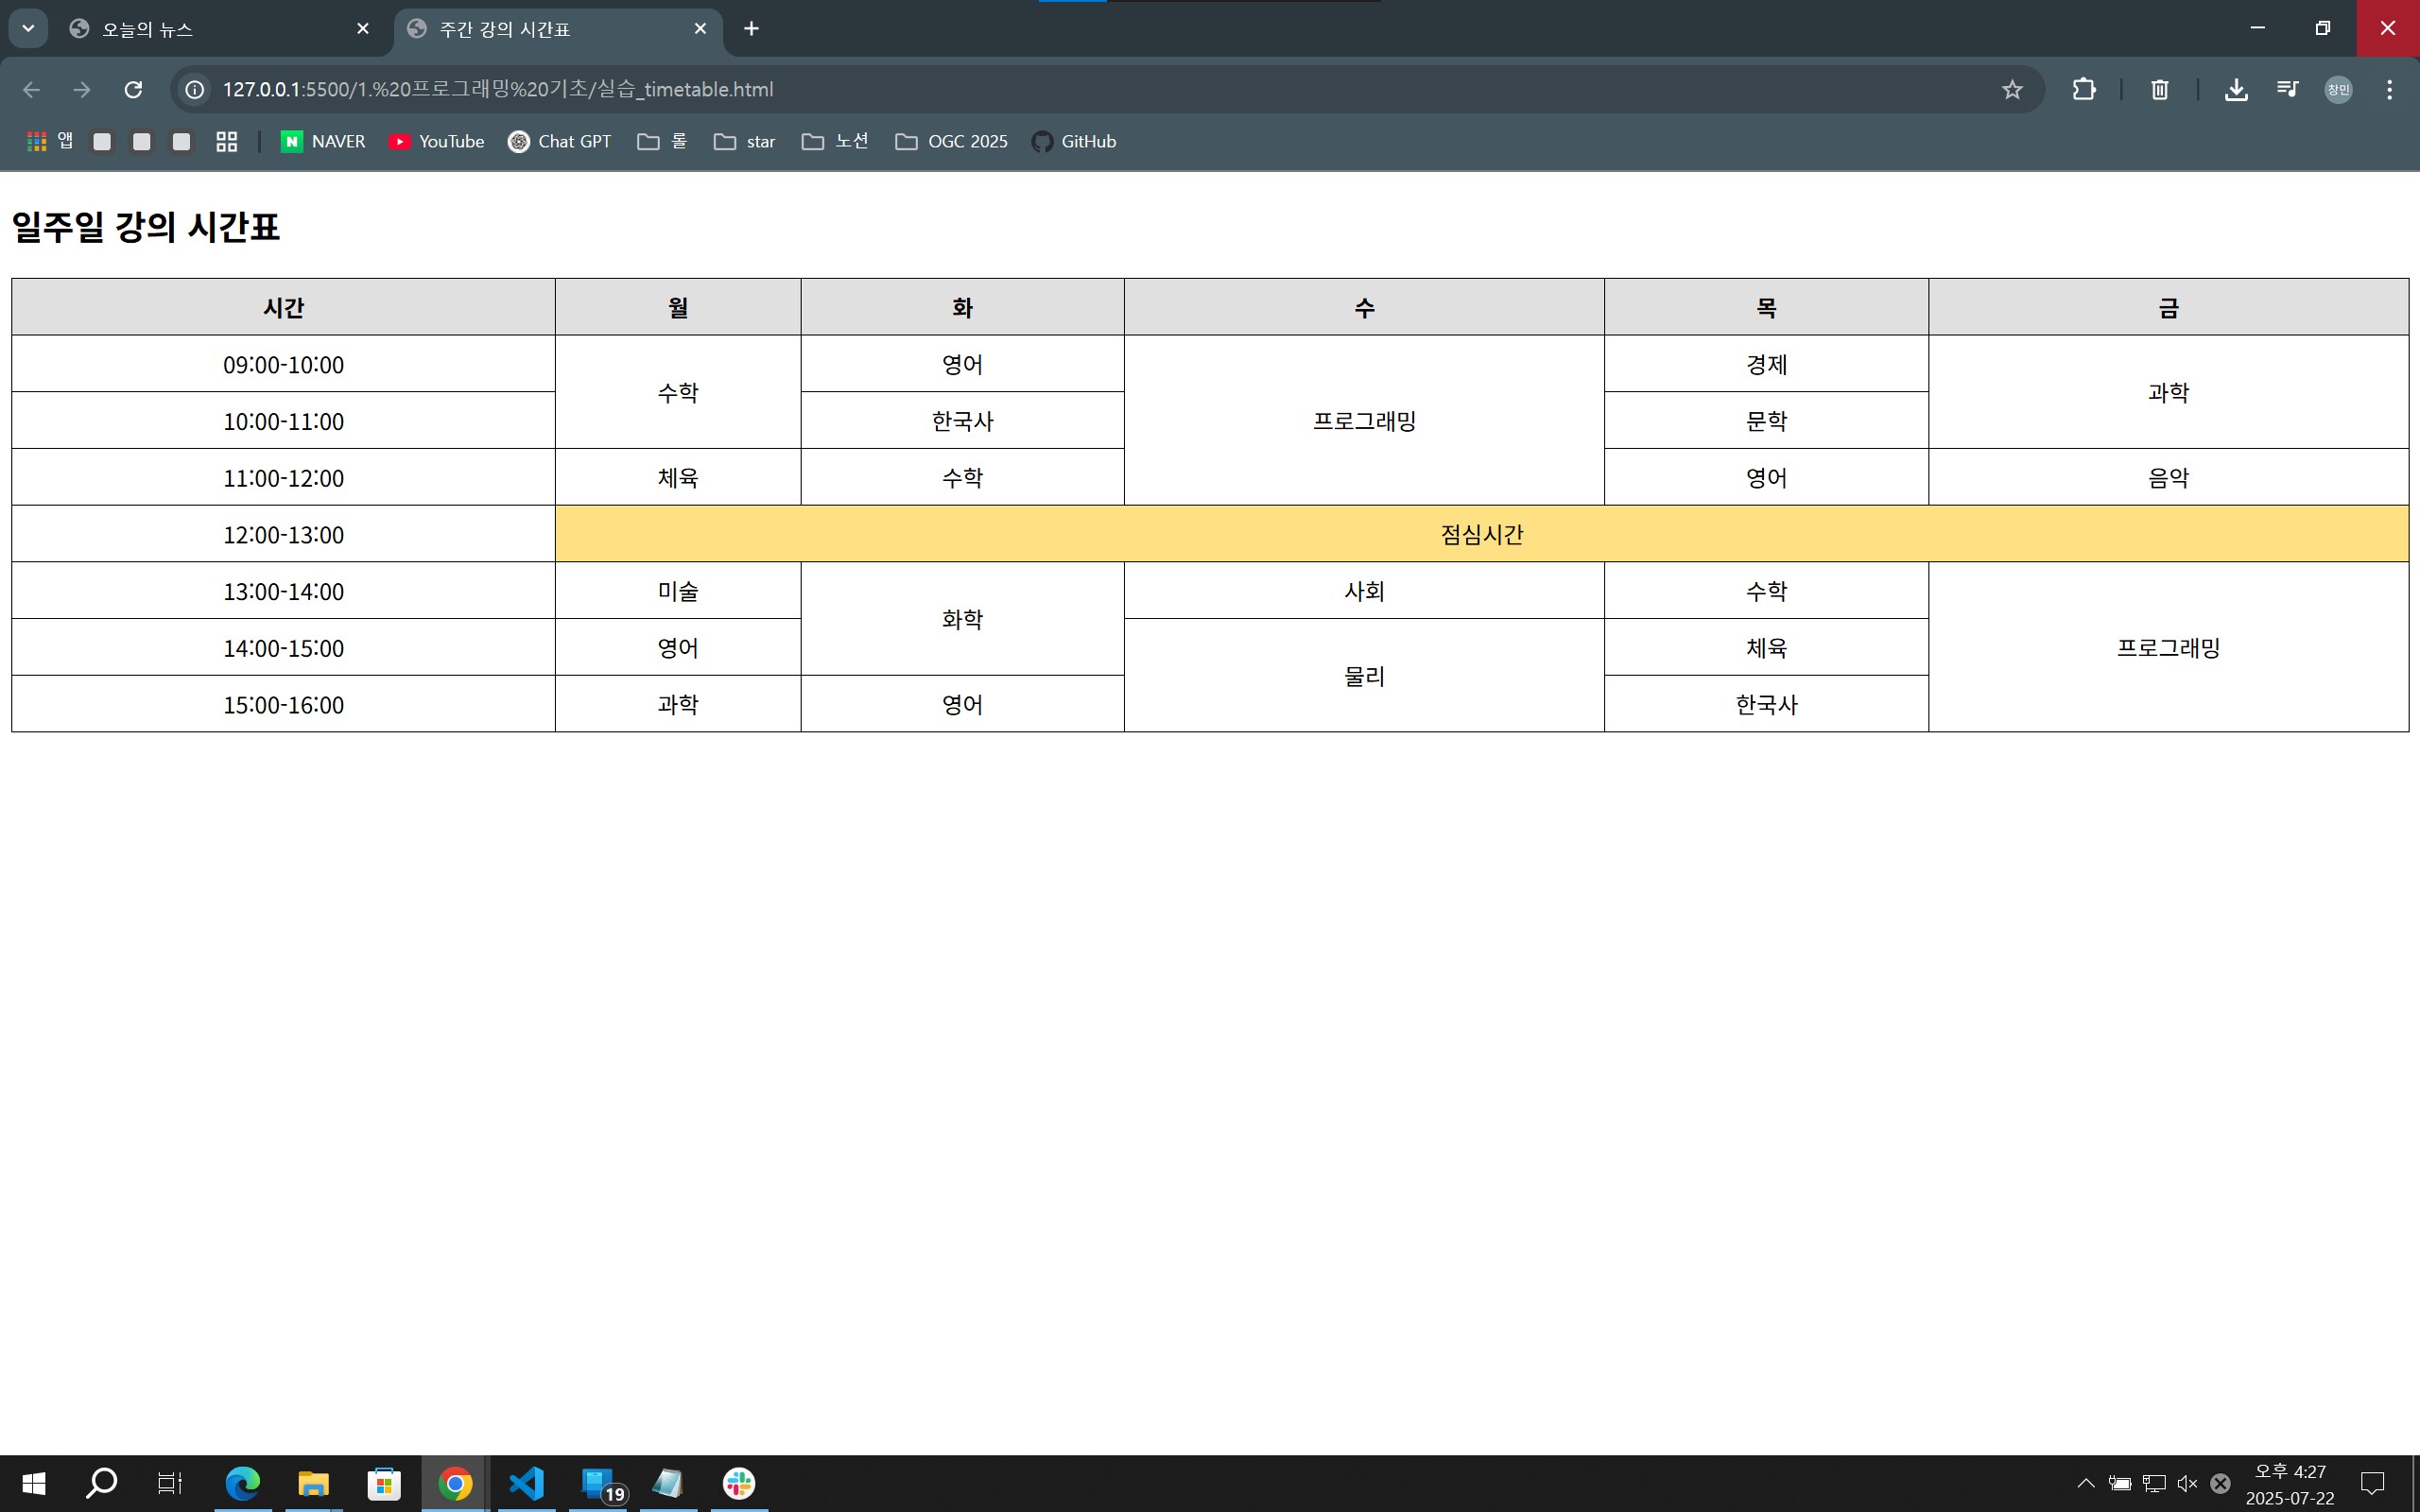 오늘의 뉴스
주간 강의 시간표
127.0.0.1:5500/1.%20프로그래밍%20기초/실습_timetable.html
창민
앱 NAVER YouTube Chat GPT 롤 star 노션 OGC 2025 GitHub
일주일 강의 시간표
시간 월 화 수 목 금
09:00-10:00 수학 영어 프로그래밍 경제 과학
10:00-11:00 한국사 문학
11:00-12:00 체육 수학 영어 음악
12:00-13:00 점심시간
13:00-14:00 미술 화학 사회 수학 프로그래밍
14:00-15:00 영어 물리 체육
15:00-16:00 과학 영어 한국사
19
오후 4:27
2025-07-22